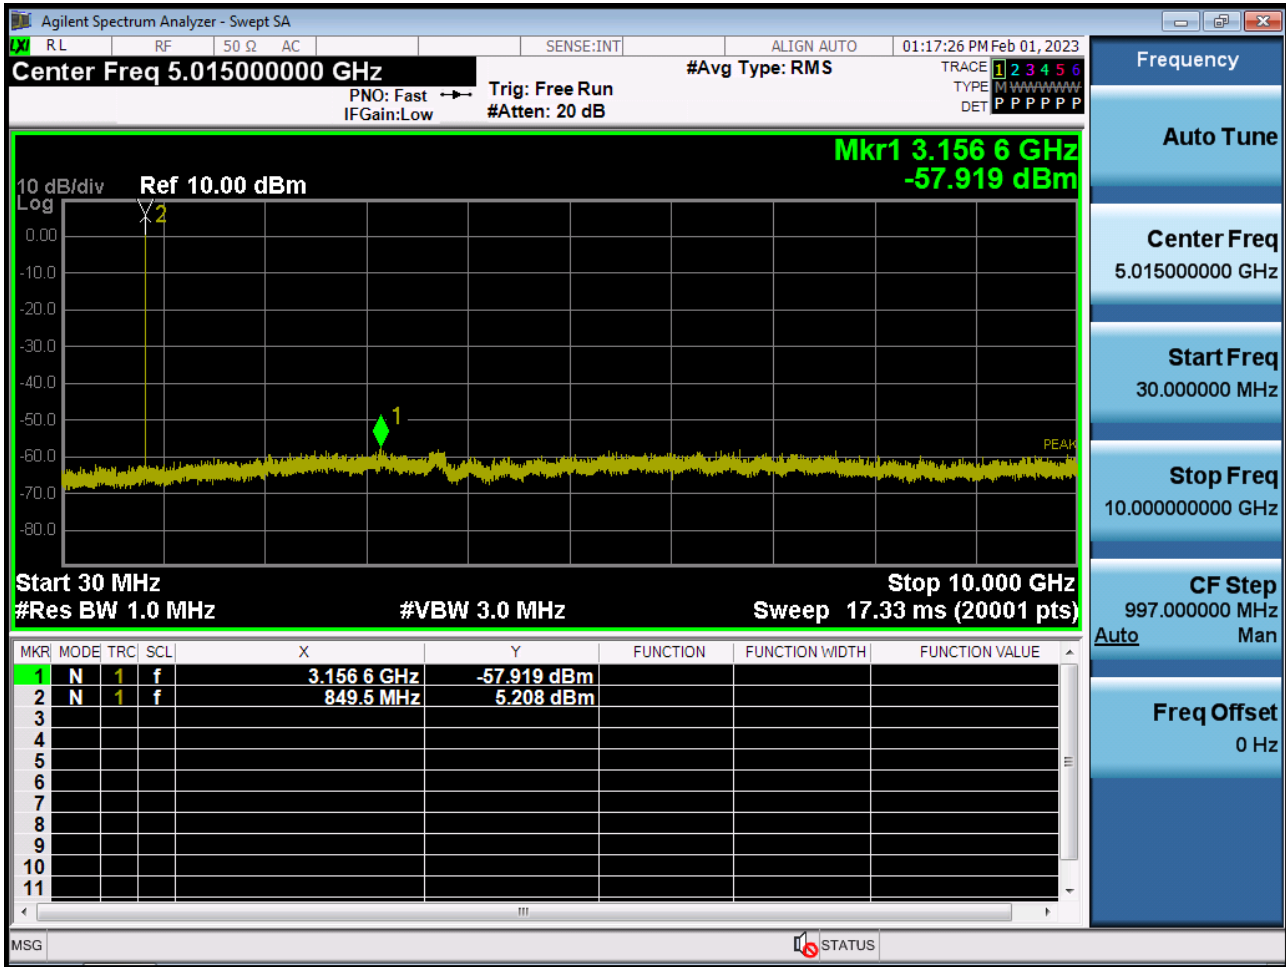 Agilent Spectrum Analyzer - Swept SA
LXI RL RF 50 Ω AC SENSE:INT ALIGN AUTO 01:17:26 PM Feb 01, 2023
Center Freq 5.015000000 GHz
PNO: Fast
IFGain:Low
Trig: Free Run
#Atten: 20 dB
#Avg Type: RMS
TRACE 1 2 3 4 5 6
TYPE M W W W W W
DET P P P P P P
Mkr1 3.156 6 GHz
-57.919 dBm
10 dB/div Ref 10.00 dBm
Log
2
0.00
-10.0
-20.0
-30.0
-40.0
-50.0
1
PEAK
-60.0
-70.0
-80.0
Start 30 MHz Stop 10.000 GHz
#Res BW 1.0 MHz #VBW 3.0 MHz Sweep 17.33 ms (20001 pts)
MKR MODE TRC SCL X Y FUNCTION FUNCTION WIDTH FUNCTION VALUE
1 N 1 f 3.156 6 GHz -57.919 dBm
2 N 1 f 849.5 MHz 5.208 dBm
3
4
5
6
7
8
9
10
11
MSG STATUS
Frequency
Auto Tune
Center Freq
5.015000000 GHz
Start Freq
30.000000 MHz
Stop Freq
10.000000000 GHz
CF Step
997.000000 MHz
Auto Man
Freq Offset
0 Hz